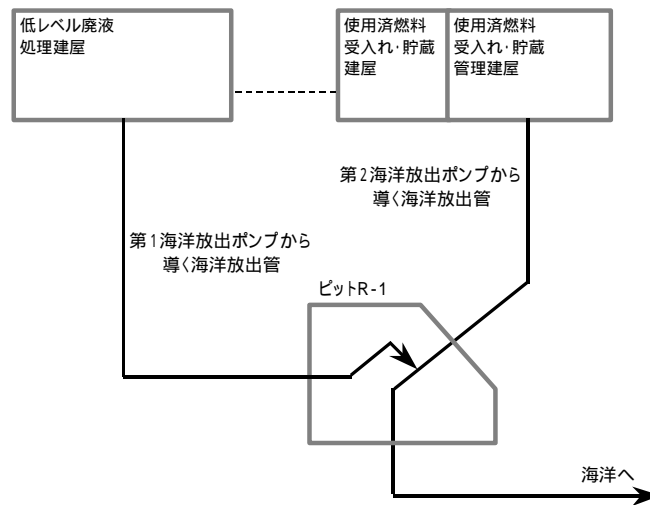 低レベル廃液
処理建屋
使用済燃料
受入れ・貯蔵
建屋
使用済燃料
受入れ・貯蔵
管理建屋
第2海洋放出ポンプから
導く海洋放出管
第1海洋放出ポンプから
導く海洋放出管
ピットR-1
海洋へ